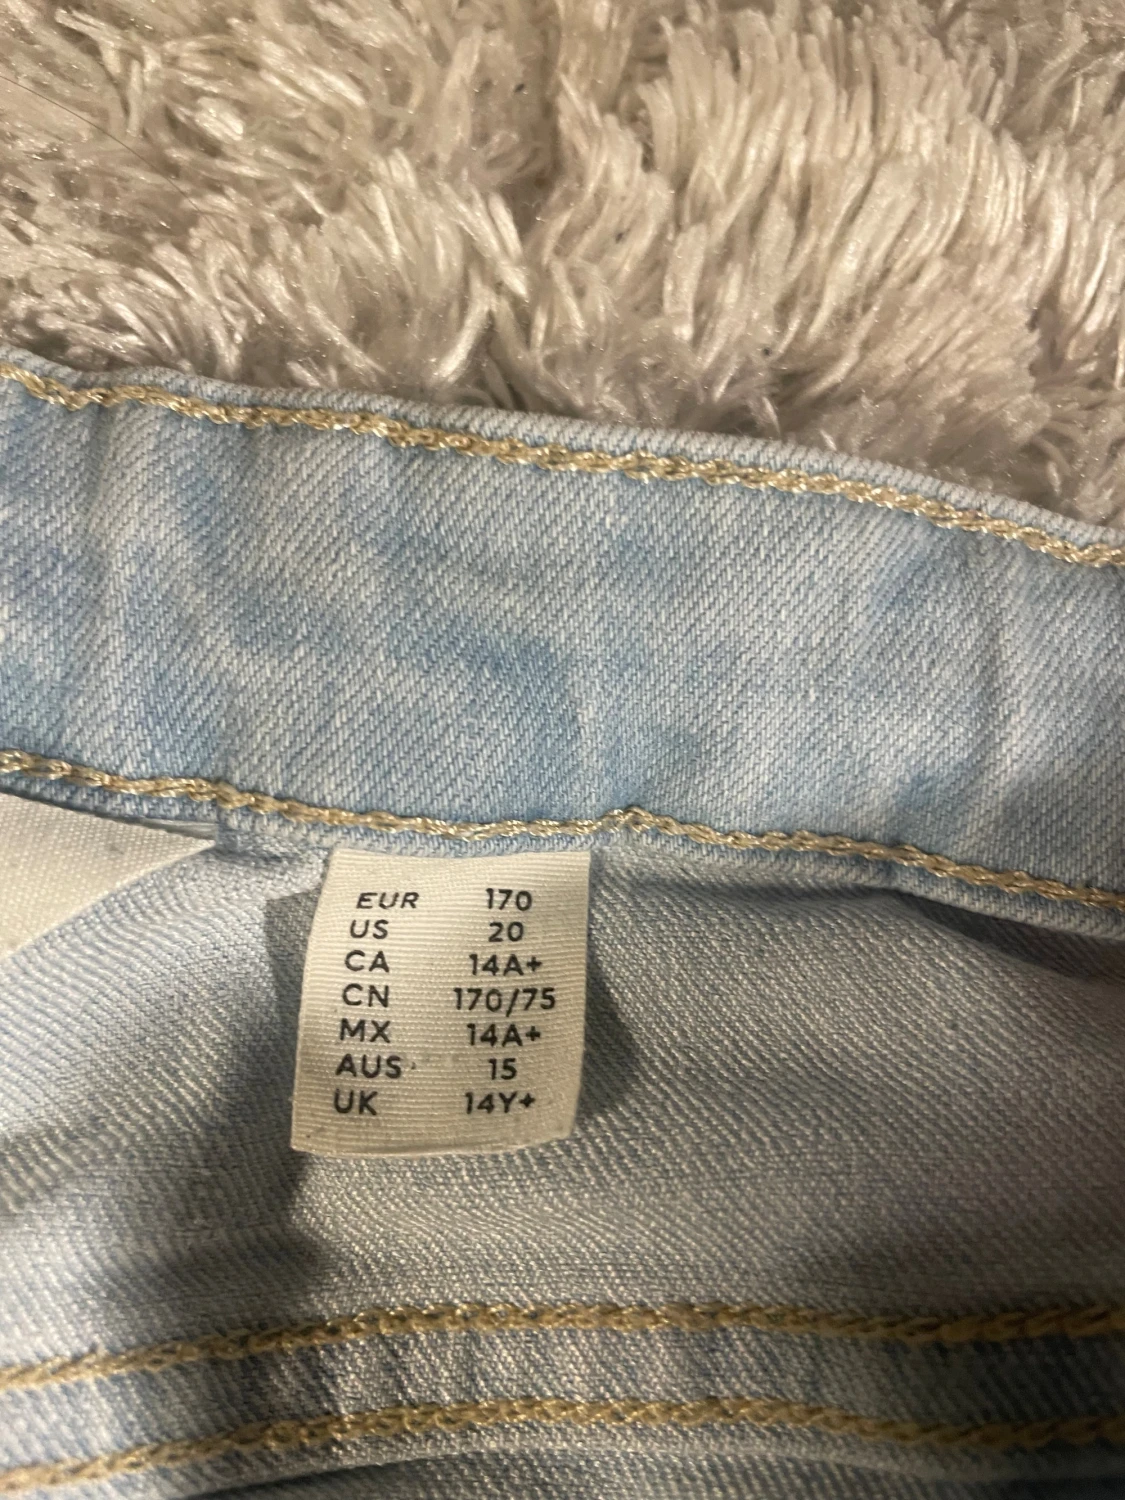 EUR 170
US 20
CA 14A+
CN 170/75
MX 14A+
AUS 15
UK 14Y+